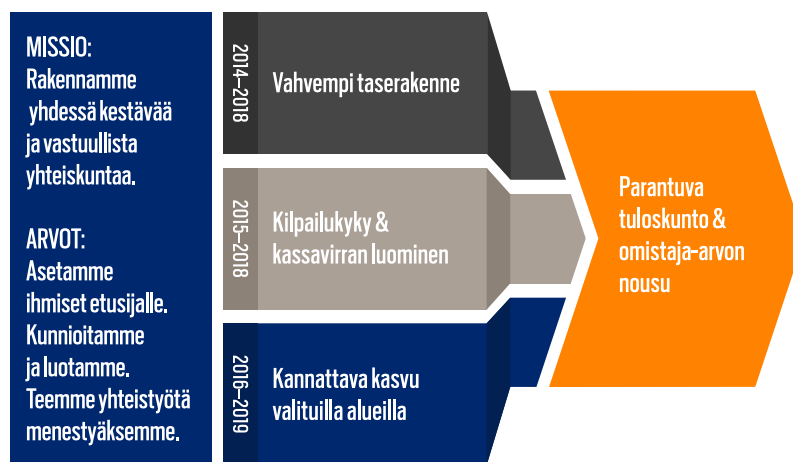 MISSIO:
Rakennamme
yhdessä kestävää
ja vastuullista
yhteiskuntaa.
ARVOT:
Asetamme
ihmiset etusijalle.
Kunnioitamme
ja luotamme.
Teemme yhteistyötä
menestyäksemme.
2014–2018
Vahvempi taserakenne
2015–2018
Kilpailukyky &
kassavirran luominen
2016–2019
Kannattava kasvu
valituilla alueilla
Parantuva
tuloskunto &
omistaja-arvon
nousu